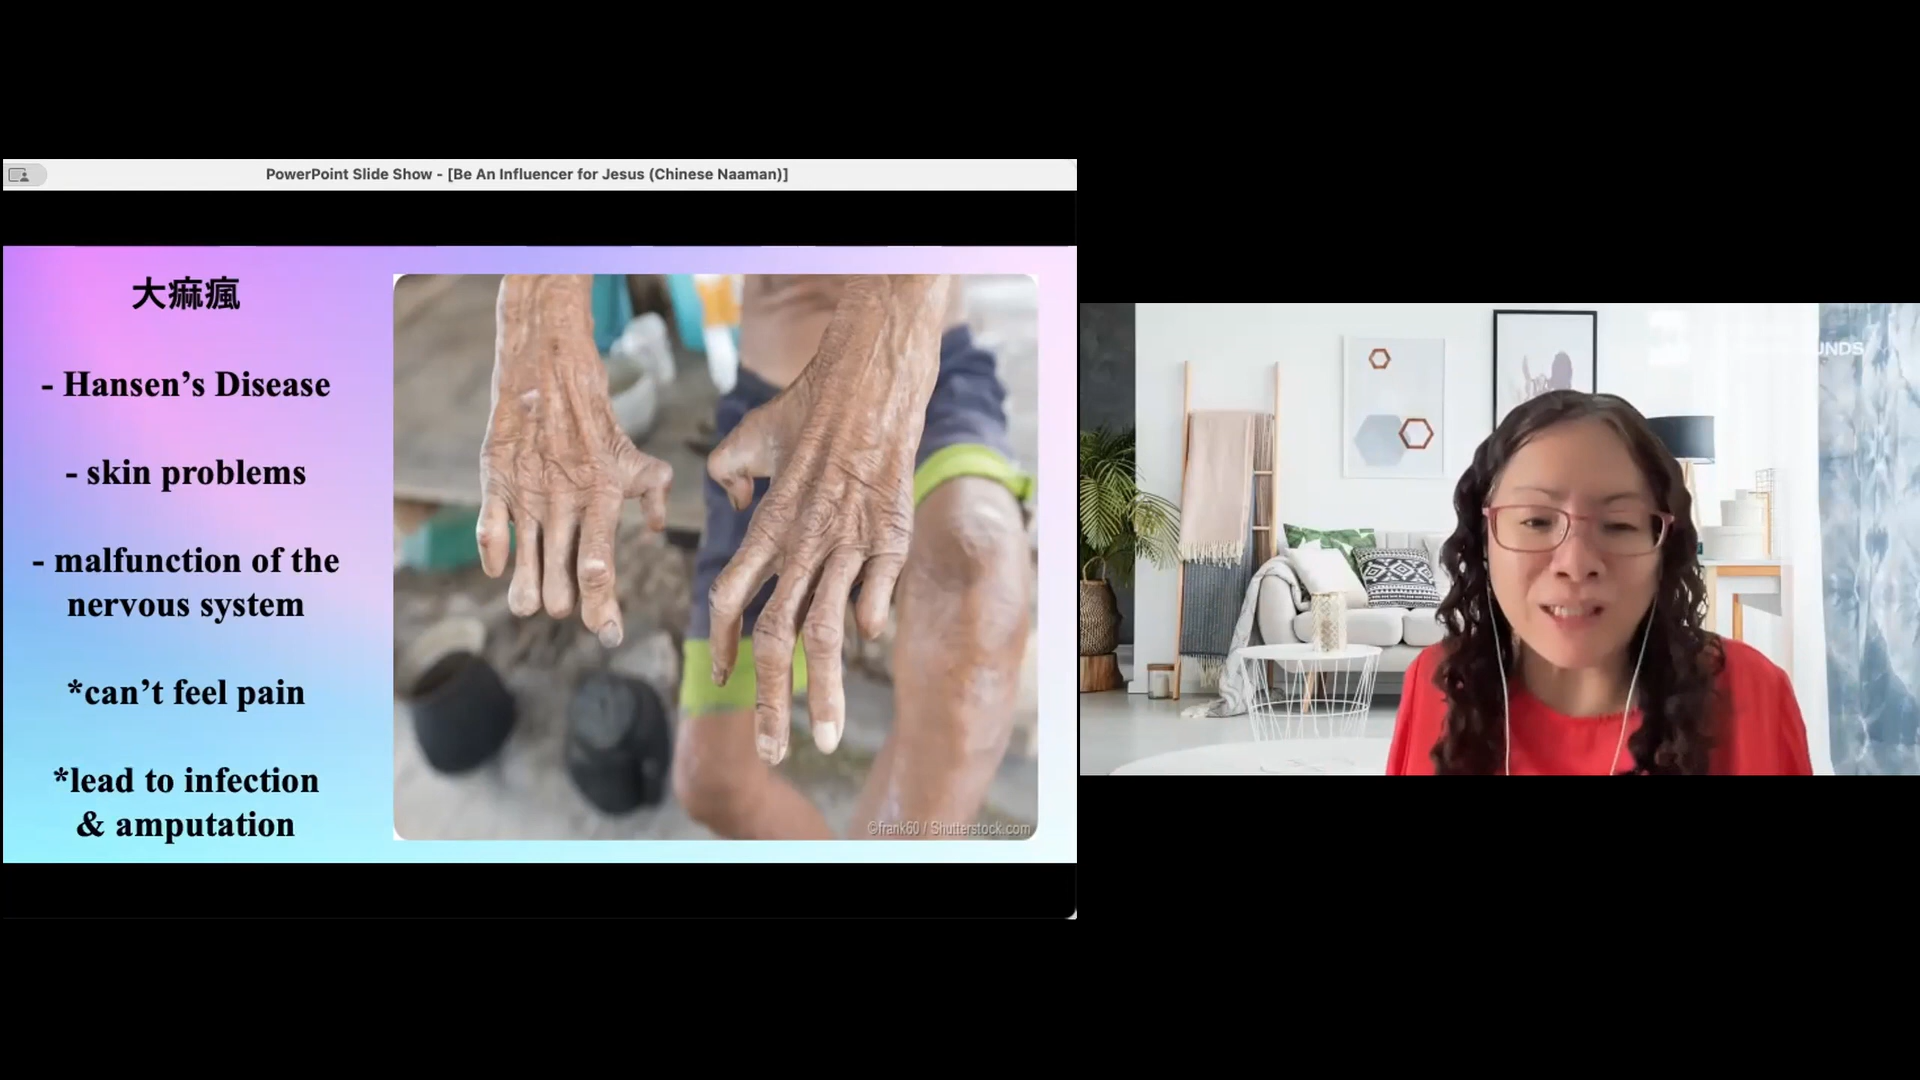 PowerPoint Slide Show - [Be An Influencer for Jesus (Chinese Naaman)]
大痲瘋
- Hansen’s Disease
- skin problems
- malfunction of the
nervous system
*can’t feel pain
*lead to infection
& amputation
©frank60 / Shutterstock.com
UNDS